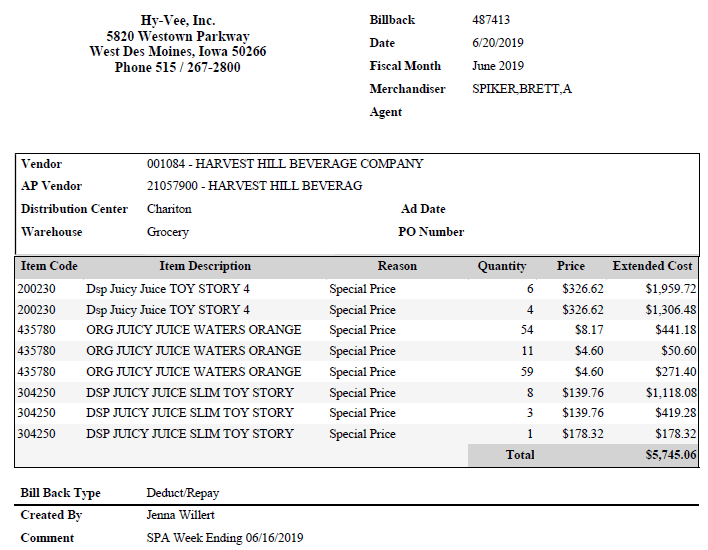 Hy-Vee, Inc.
5820 Westown Parkway
West Des Moines, Iowa 50266
Phone 515 / 267-2800
Billback 487413
Date 6/20/2019
Fiscal Month June 2019
Merchandiser SPIKER,BRETT,A
Agent
Vendor 001084 - HARVEST HILL BEVERAGE COMPANY
AP Vendor 21057900 - HARVEST HILL BEVERAG
Distribution Center Chariton Ad Date
Warehouse Grocery PO Number
Item Code Item Description Reason Quantity Price Extended Cost
200230 Dsp Juicy Juice TOY STORY 4 Special Price 6 $326.62 $1,959.72
200230 Dsp Juicy Juice TOY STORY 4 Special Price 4 $326.62 $1,306.48
435780 ORG JUICY JUICE WATERS ORANGE Special Price 54 $8.17 $441.18
435780 ORG JUICY JUICE WATERS ORANGE Special Price 11 $4.60 $50.60
435780 ORG JUICY JUICE WATERS ORANGE Special Price 59 $4.60 $271.40
304250 DSP JUICY JUICE SLIM TOY STORY Special Price 8 $139.76 $1,118.08
304250 DSP JUICY JUICE SLIM TOY STORY Special Price 3 $139.76 $419.28
304250 DSP JUICY JUICE SLIM TOY STORY Special Price 1 $178.32 $178.32
Total $5,745.06
Bill Back Type Deduct/Repay
Created By Jenna Willert
Comment SPA Week Ending 06/16/2019